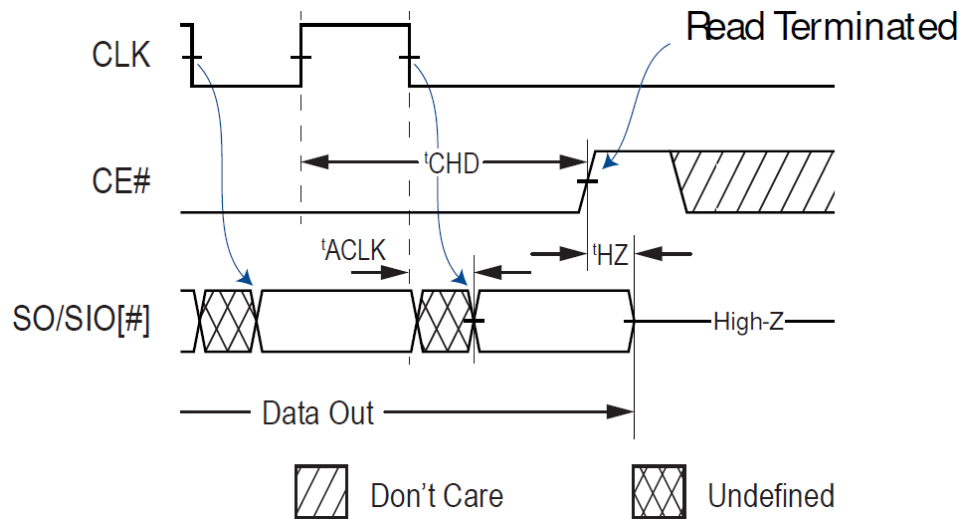 Read Terminated
CLK
tCHD
CE#
tACLK
tHZ
SO/SIO[#]
High-Z
Data Out
Don't Care
Undefined